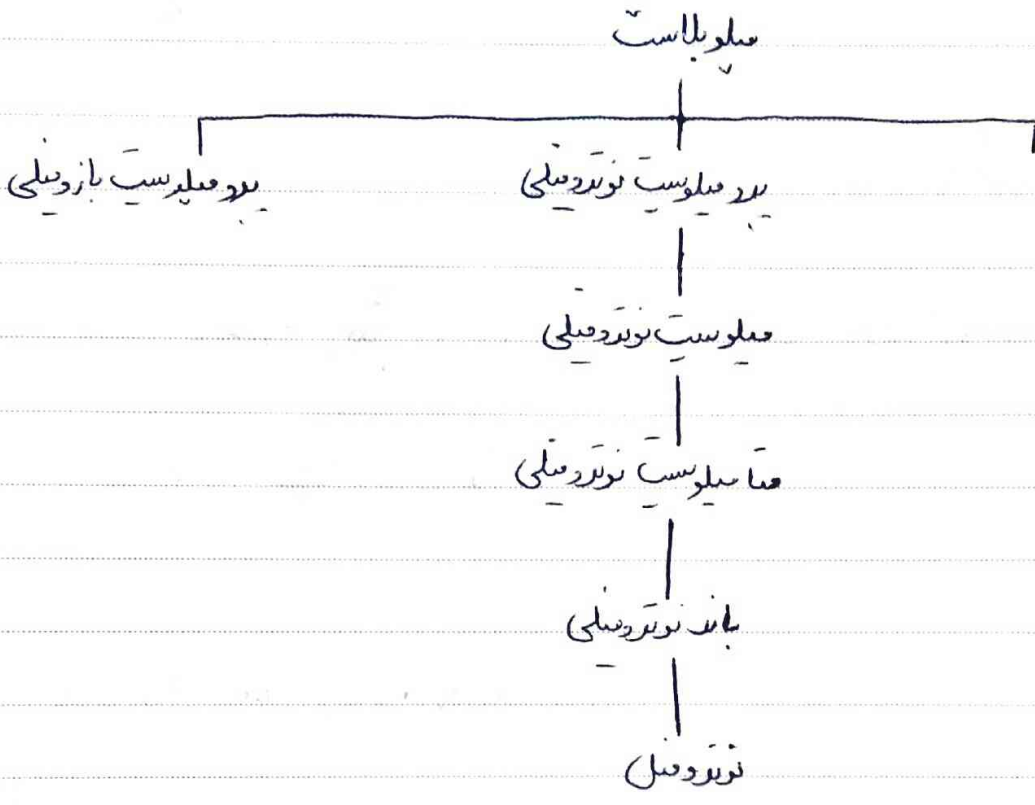 میلوبلاست
پرومیلوسیت نوتروفیلی
پرومیلوسیت بازوفیلی
میلوسیت نوتروفیلی
متامیلوسیت نوتروفیلی
باند نوتروفیلی
نوتروفیل